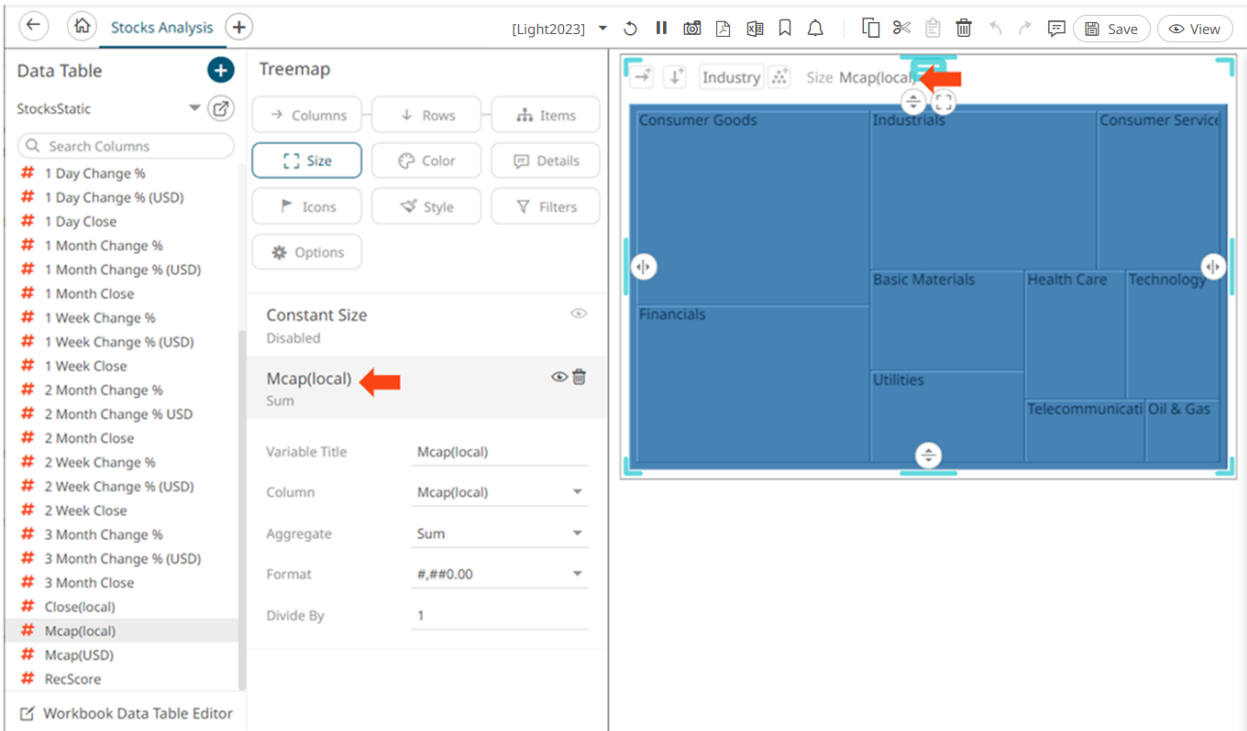 Stocks Analysis
[Light2023]
Save
View
Data Table
StocksStatic
Search Columns
# 1 Day Change %
# 1 Day Change % (USD)
# 1 Day Close
# 1 Month Change %
# 1 Month Change % (USD)
# 1 Month Close
# 1 Week Change %
# 1 Week Change % (USD)
# 1 Week Close
# 2 Month Change %
# 2 Month Change % USD
# 2 Month Close
# 2 Week Change %
# 2 Week Change % (USD)
# 2 Week Close
# 3 Month Change %
# 3 Month Change % (USD)
# 3 Month Close
# Close(local)
# Mcap(local)
# Mcap(USD)
# RecScore
Workbook Data Table Editor
Treemap
Columns
Rows
Items
Size
Color
Details
Icons
Style
Filters
Options
Constant Size
Disabled
Mcap(local)
Sum
Variable Title Mcap(local)
Column Mcap(local)
Aggregate Sum
Format #,##0.00
Divide By 1
Industry
Size Mcap(local)
Consumer Goods
Industrials
Consumer Service
Basic Materials
Health Care
Technology
Financials
Utilities
Telecommunicati
Oil & Gas